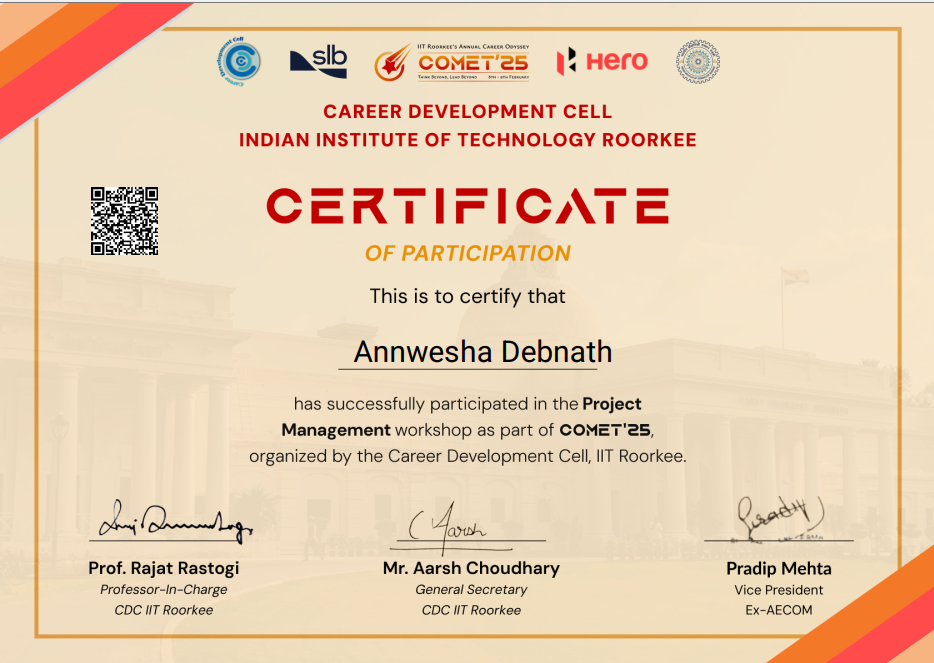 Career Development Cell
slb
IIT ROORKEE'S ANNUAL CAREER ODYSSEY
COMET'25
THINK BEYOND, LEAD BEYOND
Hero
CAREER DEVELOPMENT CELL
INDIAN INSTITUTE OF TECHNOLOGY ROORKEE
CERTIFICATE
OF PARTICIPATION
This is to certify that
Annwesha Debnath
has successfully participated in the Project
Management workshop as part of COMET'25,
organized by the Career Development Cell, IIT Roorkee.
Prof. Rajat Rastogi
Professor-In-Charge
CDC IIT Roorkee
Mr. Aarsh Choudhary
General Secretary
CDC IIT Roorkee
Pradip Mehta
Vice President
Ex-AECOM